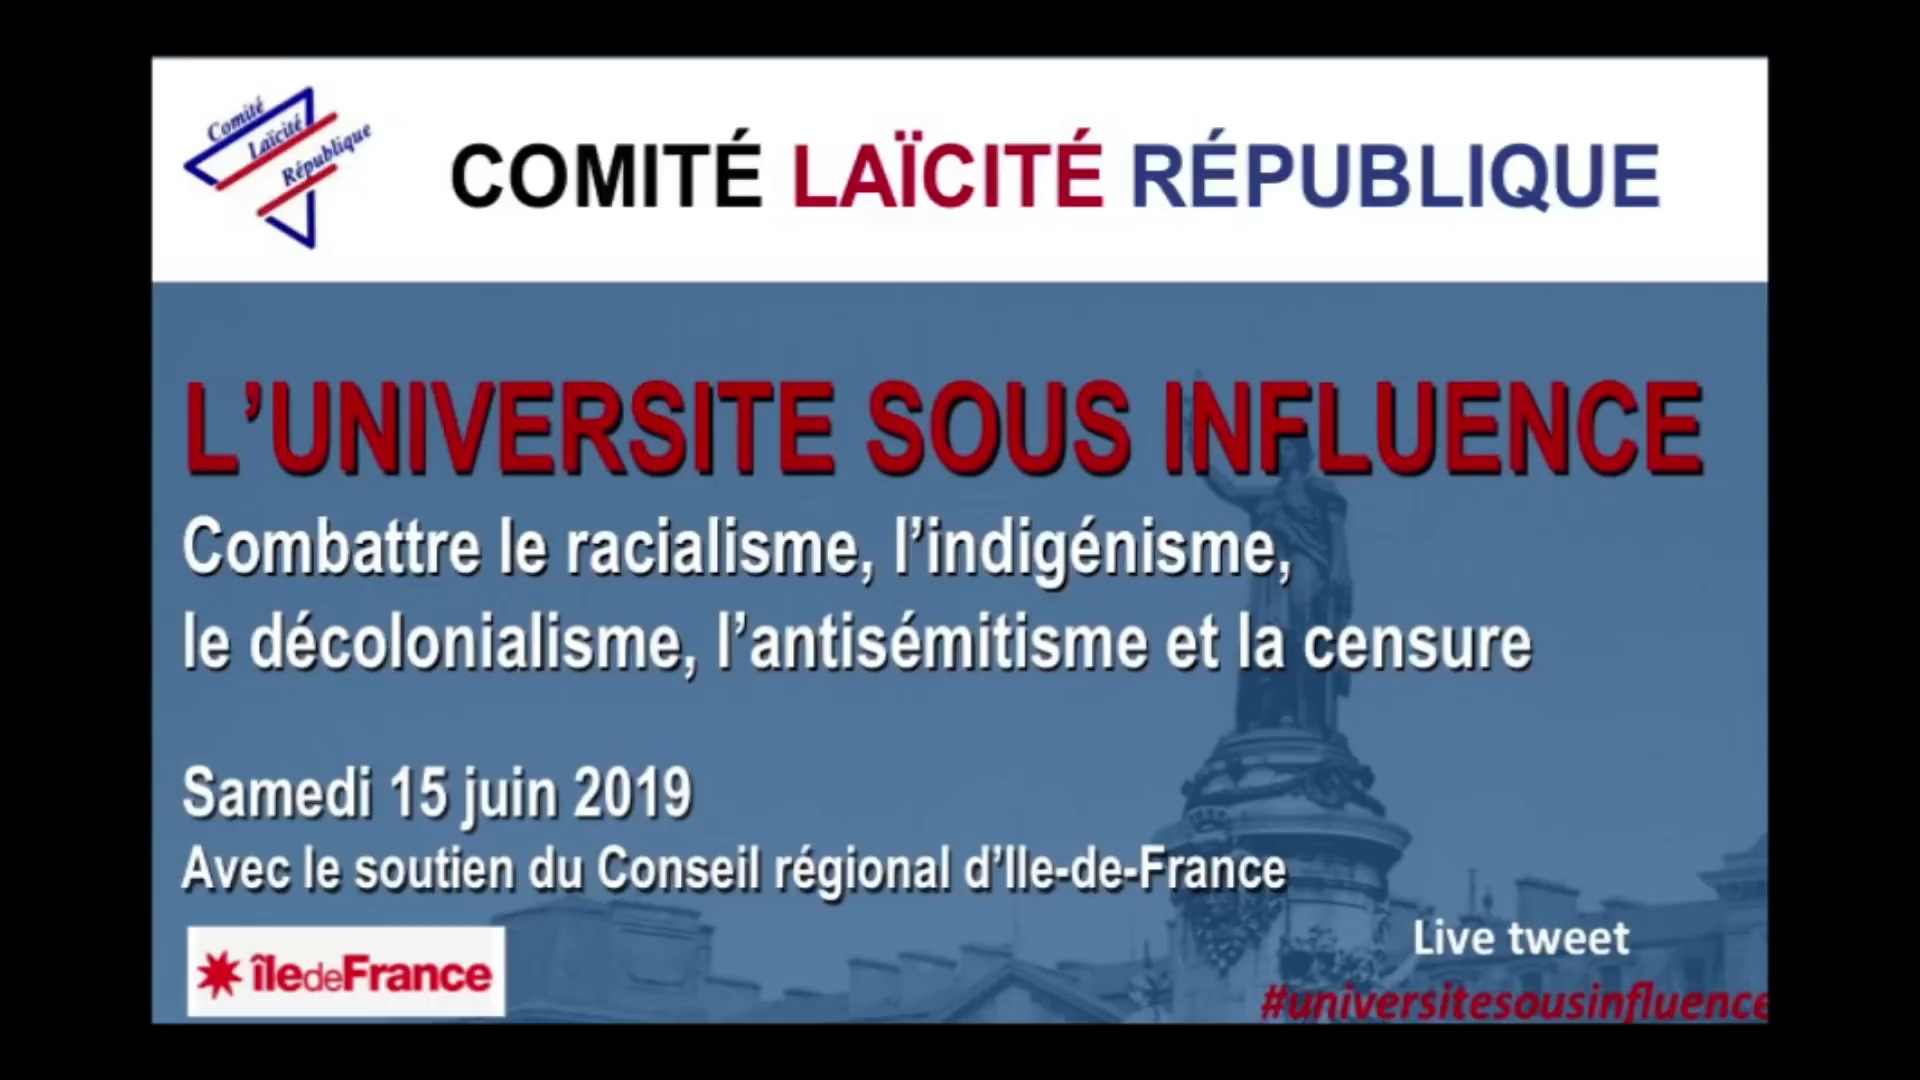 Comité
Laïcité
République
COMITÉ LAÏCITÉ RÉPUBLIQUE
L'UNIVERSITE SOUS INFLUENCE
Combattre le racialisme, l'indigénisme,
le décolonialisme, l'antisémitisme et la censure
Samedi 15 juin 2019
Avec le soutien du Conseil régional d'Ile-de-France
îledeFrance
Live tweet
#universitesousinfluence